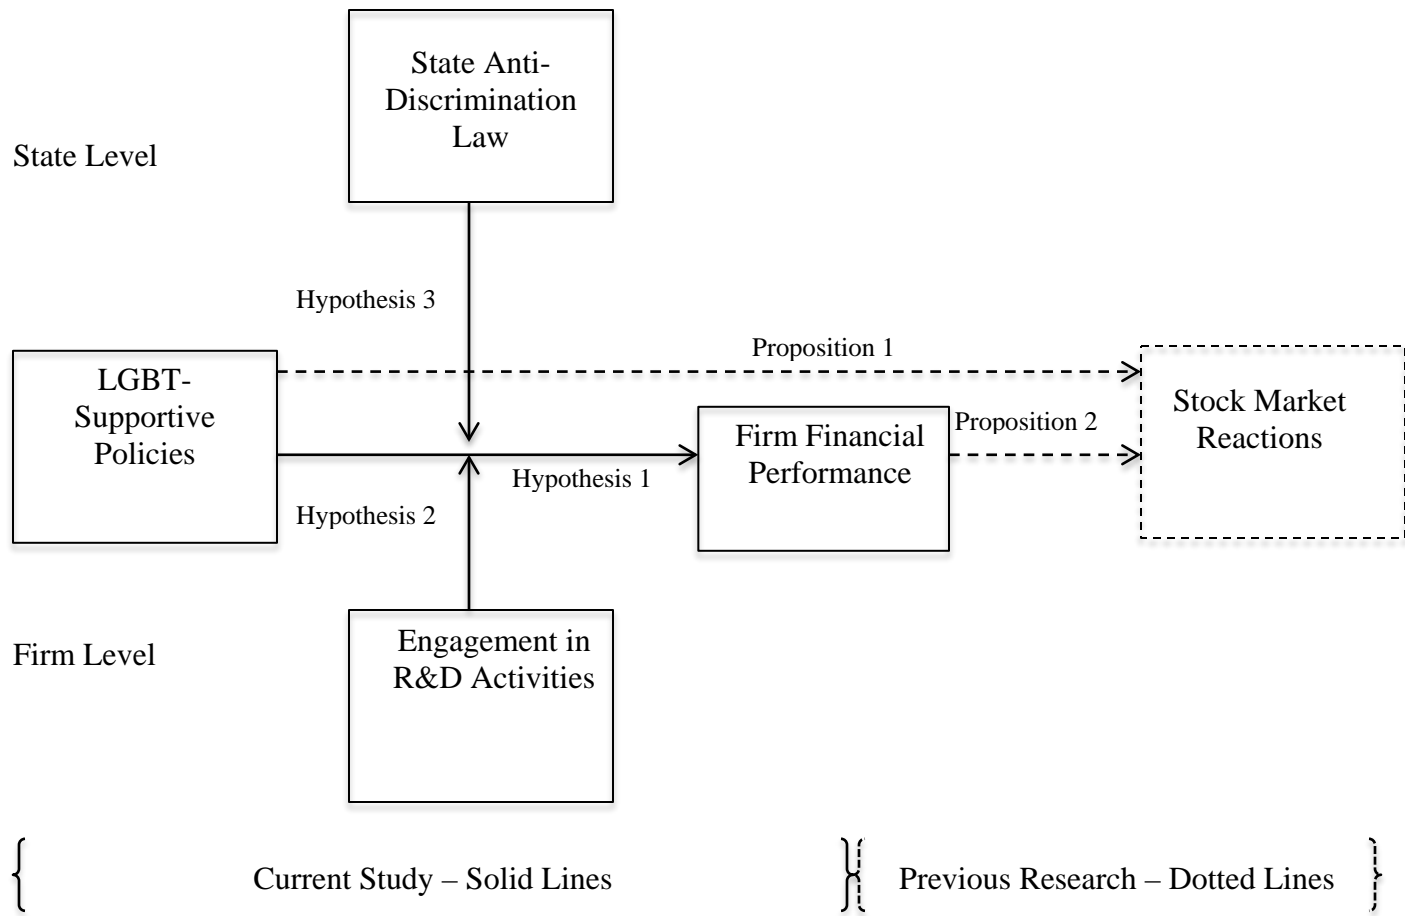 State Anti-
Discrimination
Law
State Level
Hypothesis 3
Proposition 1
LGBT-
Supportive
Policies
Stock Market
Reactions
Proposition 2
Firm Financial
Performance
Hypothesis 1
Hypothesis 2
Engagement in
R&D Activities
Firm Level
Current Study – Solid Lines
Previous Research – Dotted Lines